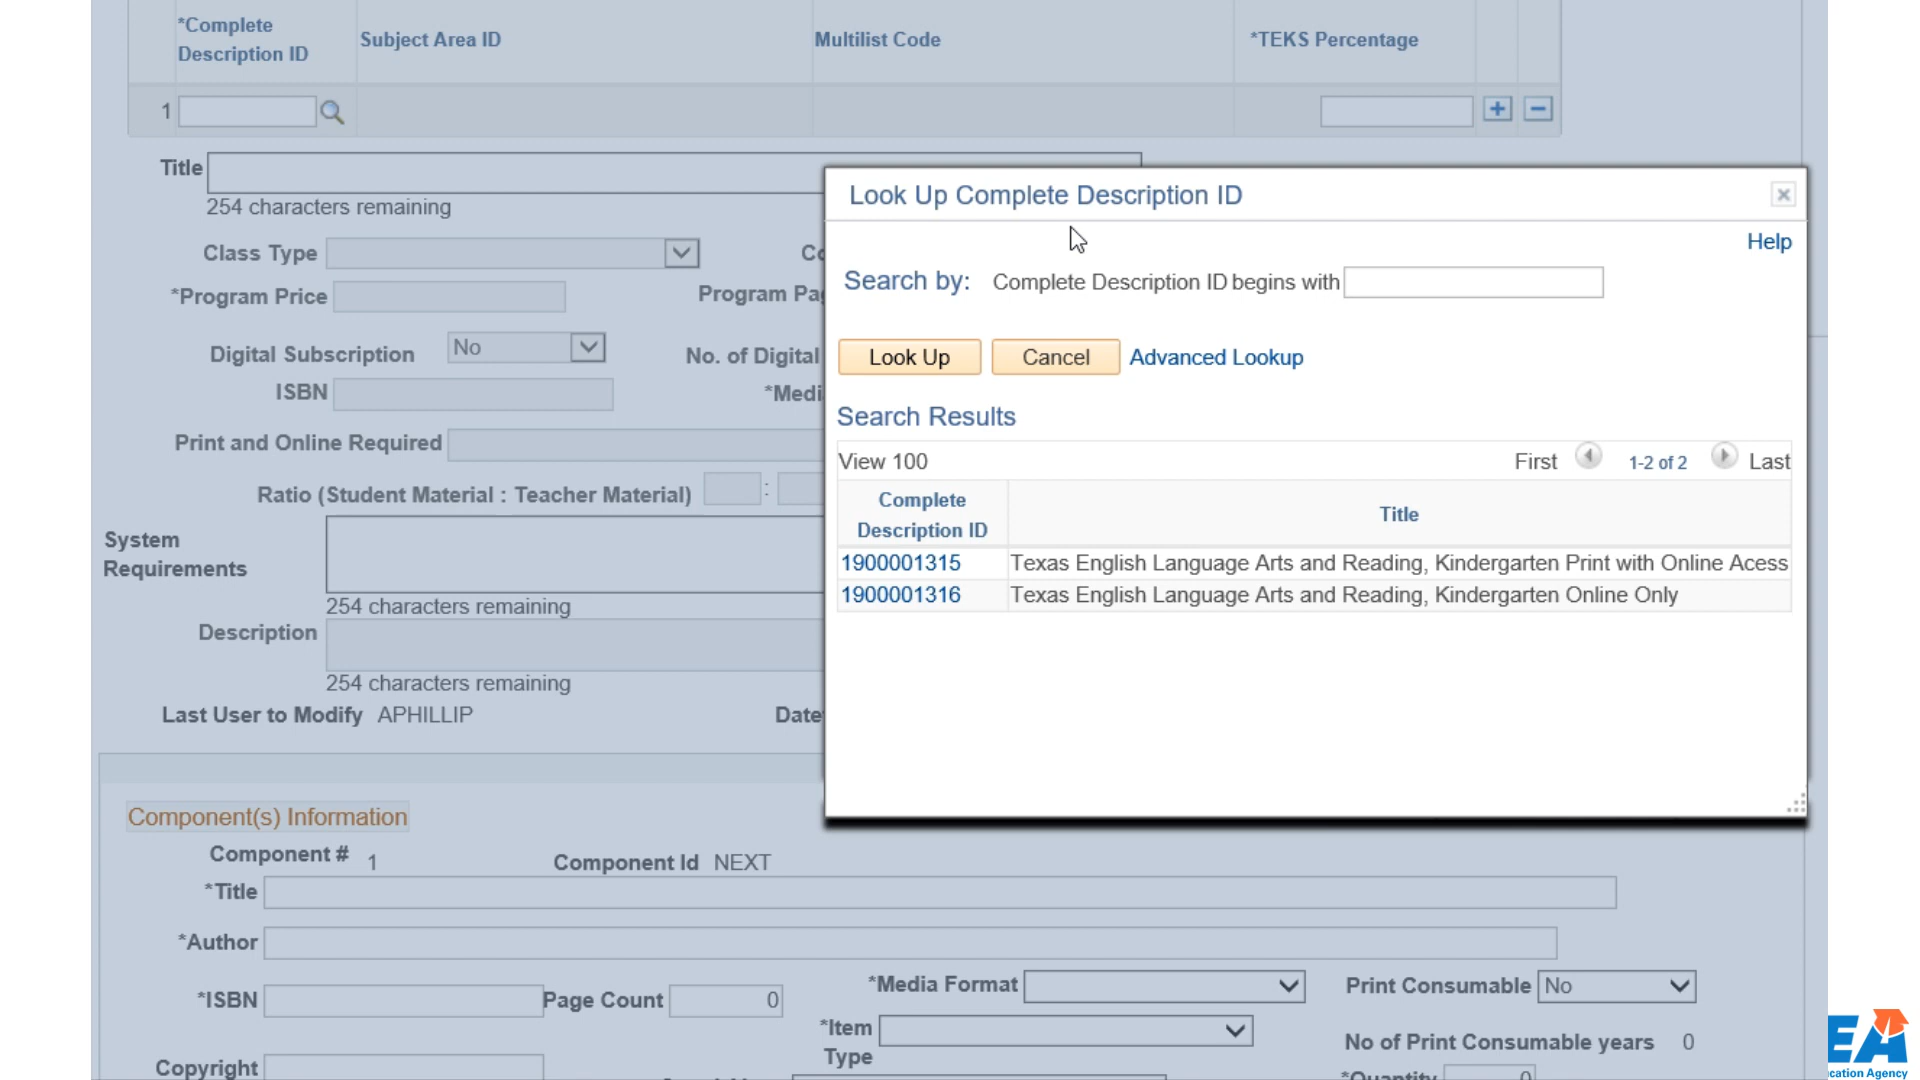 *Complete
Description ID
Subject Area ID
Multilist Code
*TEKS Percentage
1
Title
254 characters remaining
Class Type
*Program Price
Digital Subscription
No
No. of Digital
ISBN
Print and Online Required
Ratio (Student Material : Teacher Material)
:
System
Requirements
254 characters remaining
Description
254 characters remaining
Last User to Modify APHILLIP
Look Up Complete Description ID
Help
Search by: Complete Description ID begins with
Look Up
Cancel
Advanced Lookup
Search Results
View 100
First
1-2 of 2
Last
Complete
Description ID
Title
1900001315 Texas English Language Arts and Reading, Kindergarten Print with Online Acess
1900001316 Texas English Language Arts and Reading, Kindergarten Online Only
Component(s) Information
Component # 1
Component Id NEXT
*Title
*Author
*ISBN
Page Count 0
*Media Format
Print Consumable No
*Item
Type
No of Print Consumable years 0
Copyright
*Quantity 0
EA
cation Agency